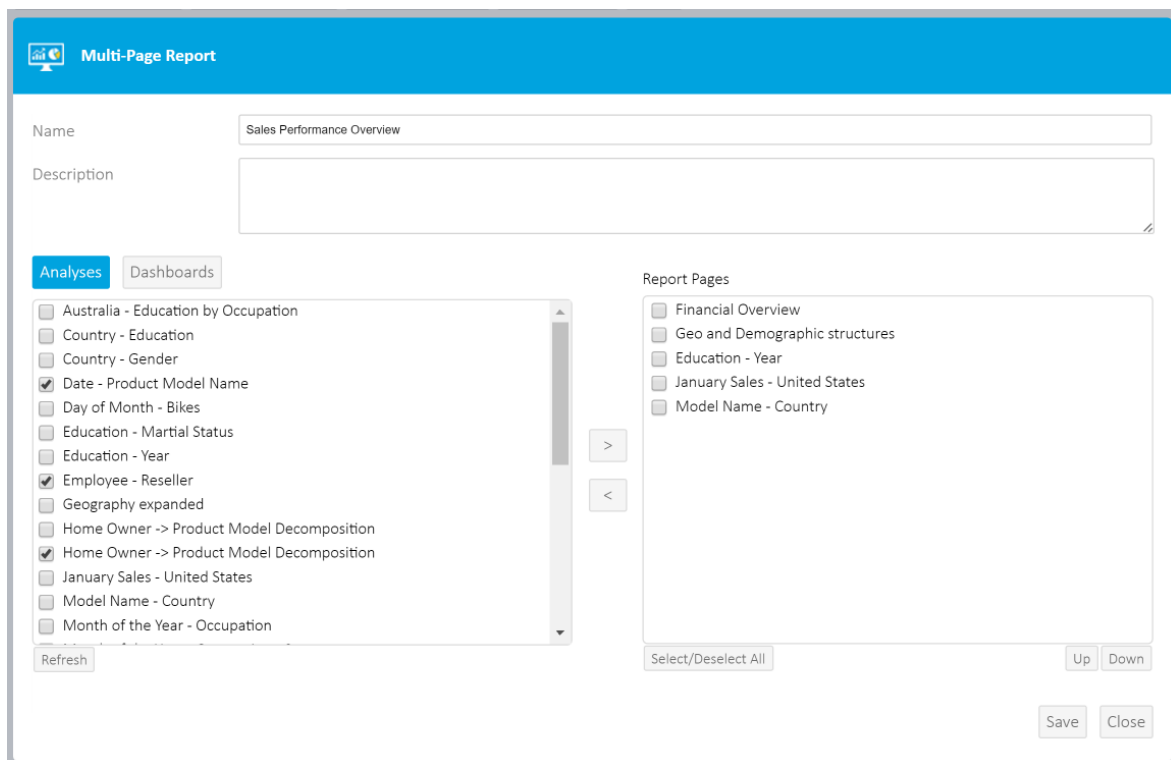 Multi-Page Report
Name
Sales Performance Overview
Description
Analyses
Dashboards
Australia - Education by Occupation
Country - Education
Country - Gender
Date - Product Model Name
Day of Month - Bikes
Education - Martial Status
Education - Year
Employee - Reseller
Geography expanded
Home Owner -> Product Model Decomposition
Home Owner -> Product Model Decomposition
January Sales - United States
Model Name - Country
Month of the Year - Occupation
Refresh
>
<
Report Pages
Financial Overview
Geo and Demographic structures
Education - Year
January Sales - United States
Model Name - Country
Select/Deselect All
Up
Down
Save
Close